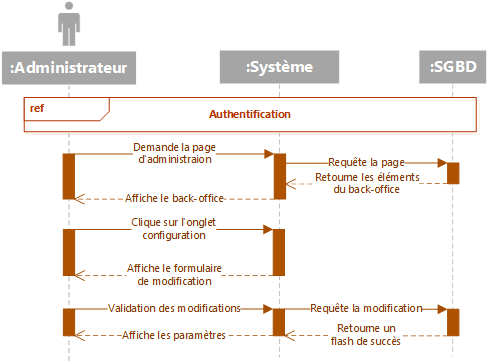 :Administrateur
:Système
:SGBD
ref
Authentification
Demande la page
d'administraion
Requête la page
Retourne les éléments
du back-office
Affiche le back-office
Clique sur l'onglet
configuration
Affiche le formulaire
de modification
Validation des modifications
Requête la modification
Affiche les paramètres
Retourne un
flash de succès